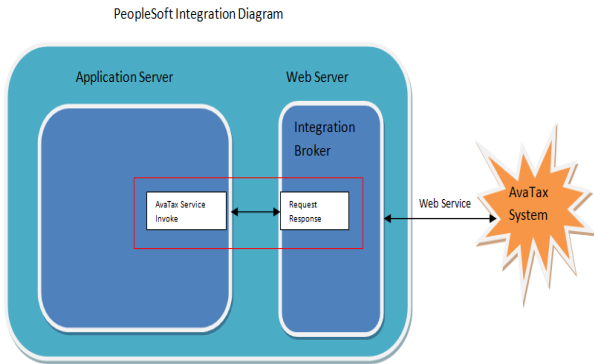 PeopleSoft Integration Diagram
Application Server
Web Server
Integration
Broker
AvaTax Service
Invoke
Request
Response
Web Service
AvaTax
System